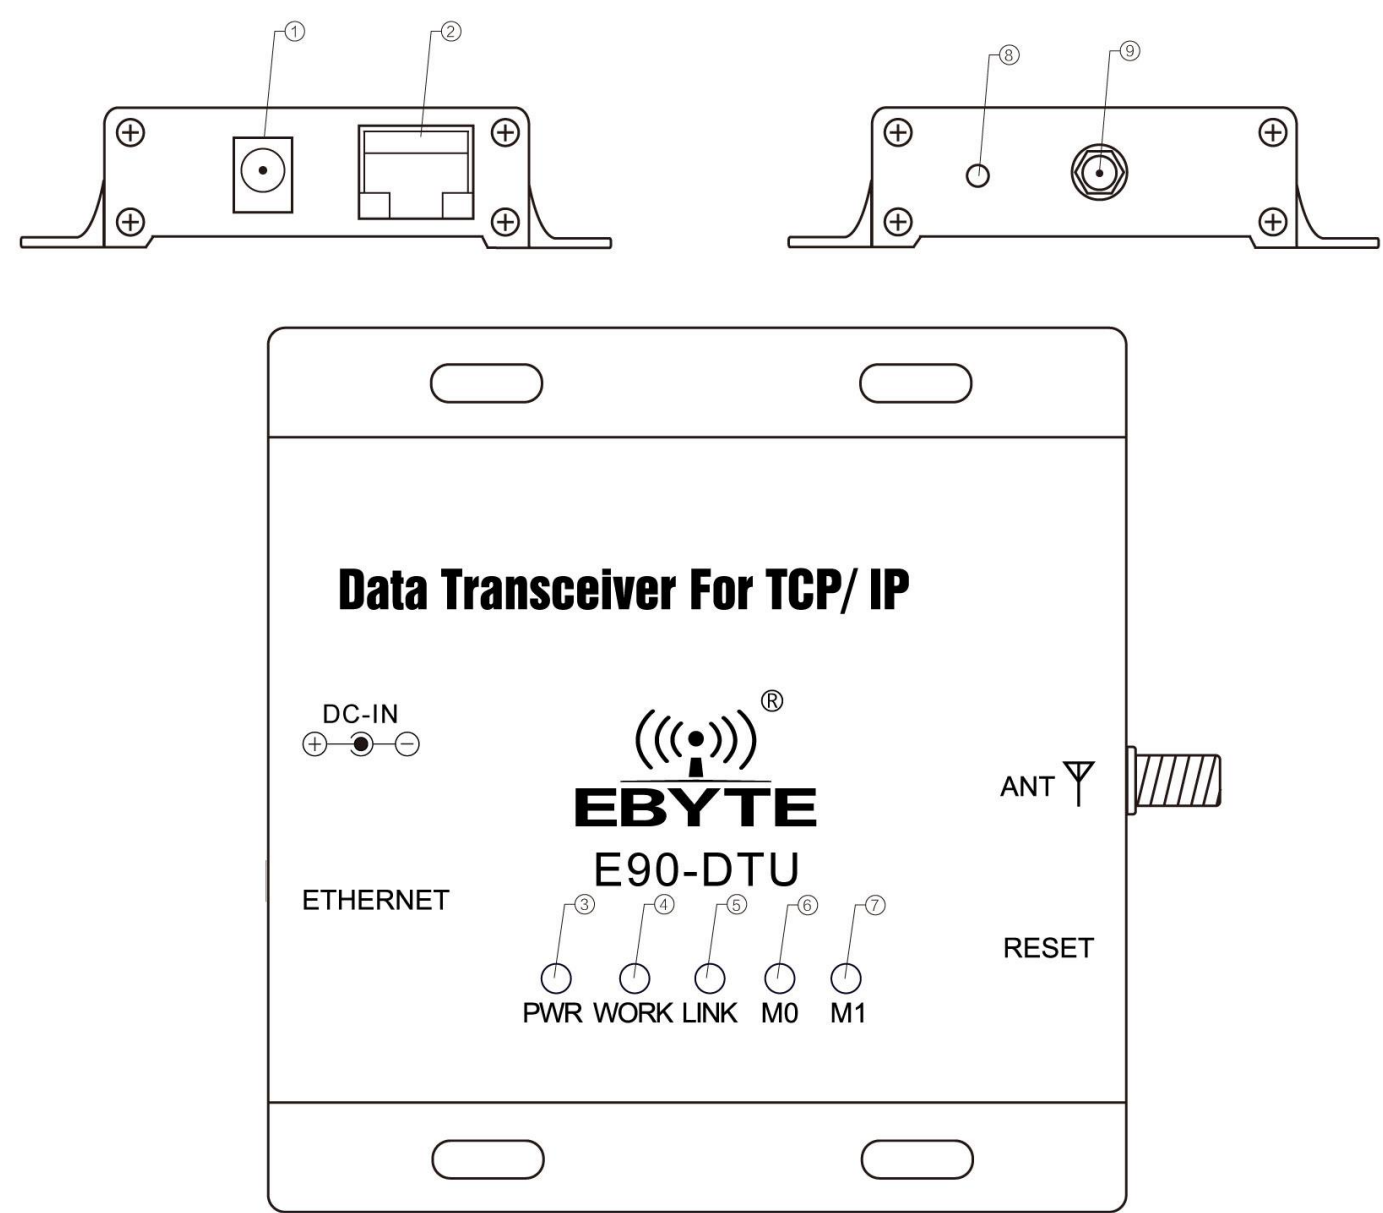 ① ②
⑧ ⑨
Data Transceiver For TCP/ IP
®
DC-IN
+ −
EBYTE
ANT
E90-DTU
ETHERNET
③ ④ ⑤ ⑥ ⑦
RESET
PWR WORK LINK M0 M1